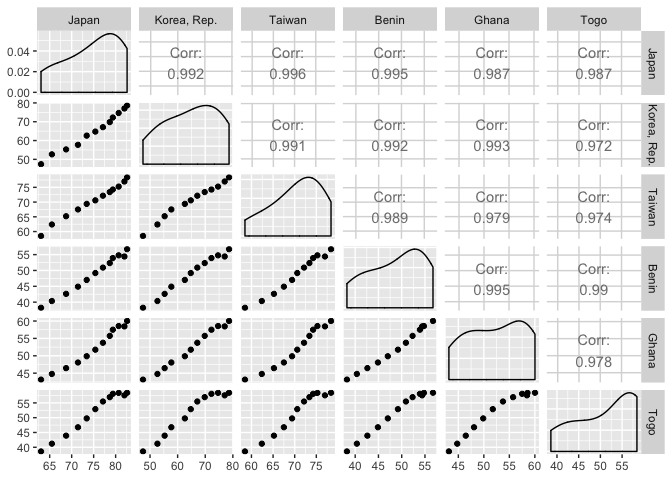 Japan Korea, Rep. Taiwan Benin Ghana Togo
0.04
0.02
0.00
Corr: Corr: Corr: Corr: Corr:
0.992 0.996 0.995 0.987 0.987
Japan
80
70
60
50
Corr: Corr: Corr: Corr:
0.991 0.992 0.993 0.972
Korea, Rep.
75
70
65
60
Corr: Corr: Corr:
0.989 0.979 0.974
Taiwan
55
50
45
40
Corr: Corr:
0.995 0.99
Benin
60
55
50
45
Corr:
0.978
Ghana
55
50
45
40
Togo
65 70 75 80 50 60 70 80 60 65 70 75 40 45 50 55 45 50 55 60 40 45 50 55